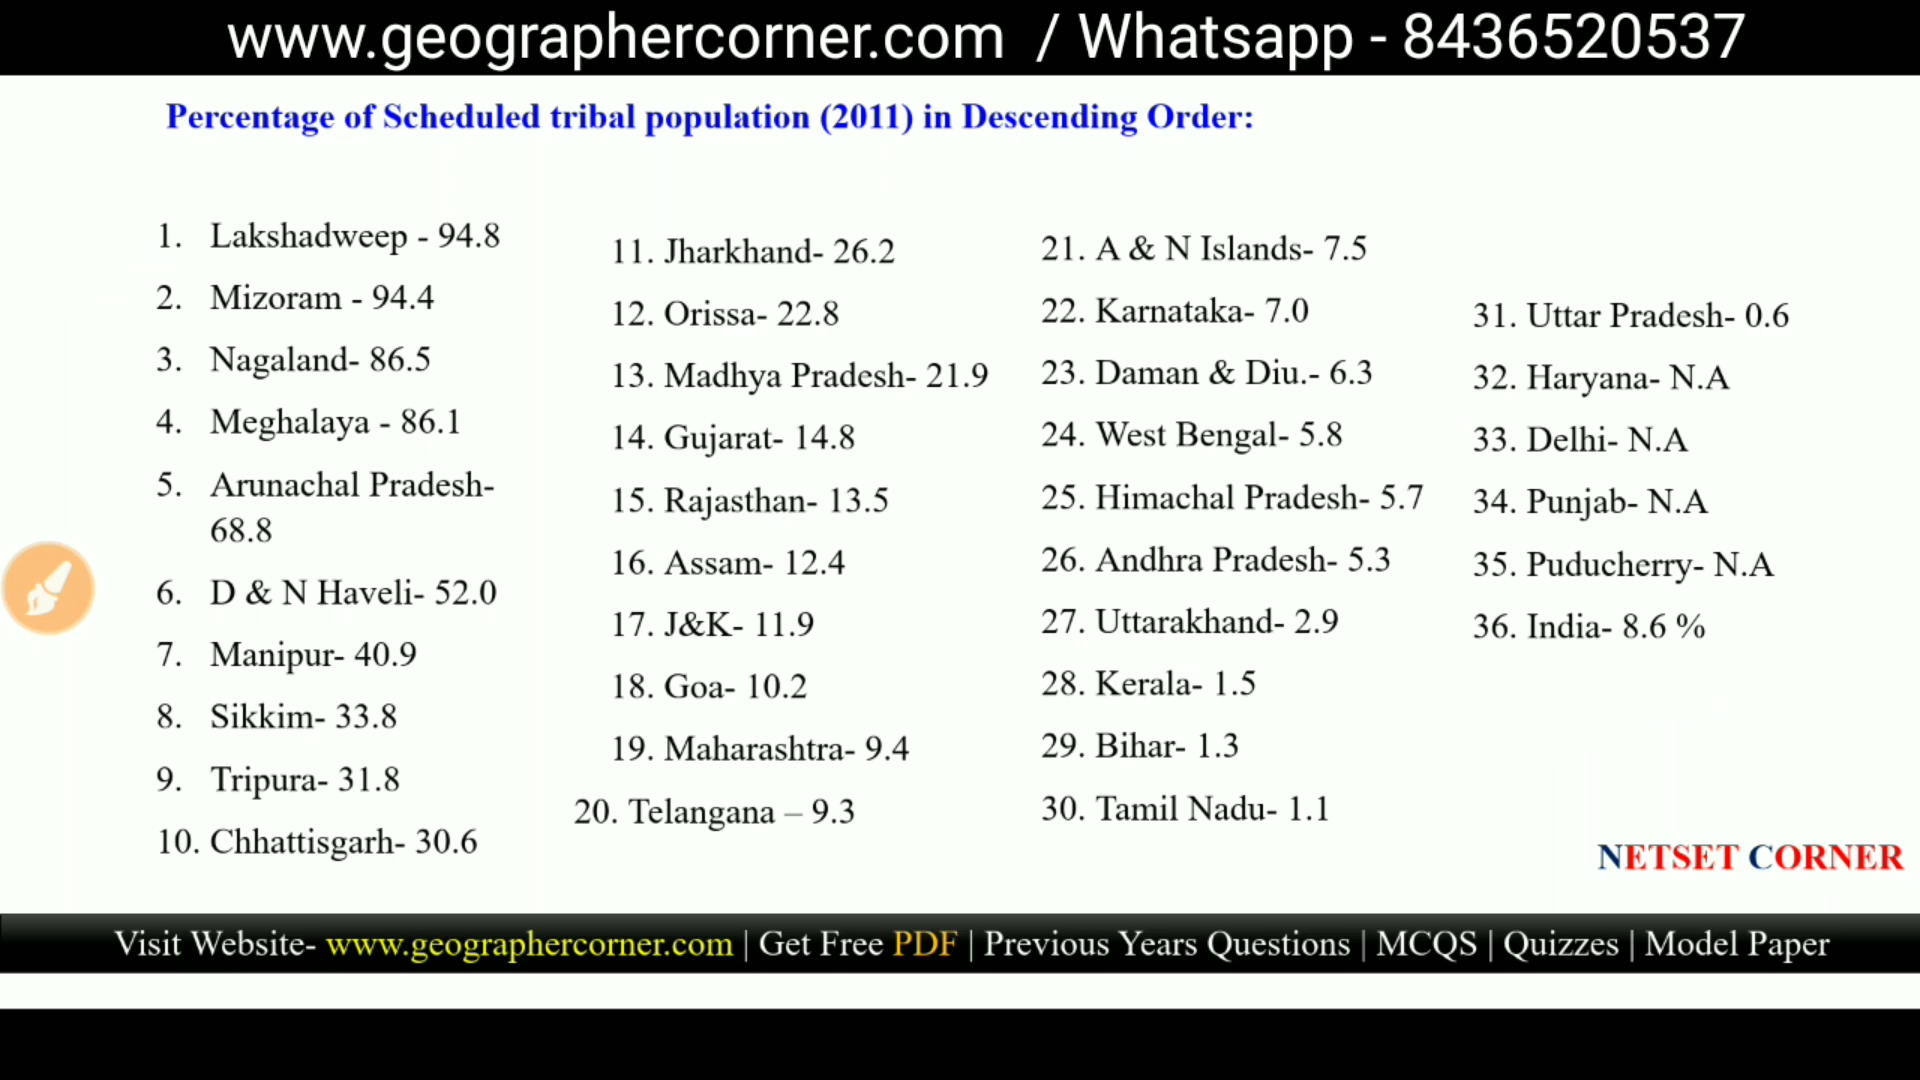 www.geographercorner.com / Whatsapp - 8436520537
Percentage of Scheduled tribal population (2011) in Descending Order:
1. Lakshadweep - 94.8
2. Mizoram - 94.4
3. Nagaland- 86.5
4. Meghalaya - 86.1
5. Arunachal Pradesh-
68.8
6. D & N Haveli- 52.0
7. Manipur- 40.9
8. Sikkim- 33.8
9. Tripura- 31.8
10. Chhattisgarh- 30.6
11. Jharkhand- 26.2
12. Orissa- 22.8
13. Madhya Pradesh- 21.9
14. Gujarat- 14.8
15. Rajasthan- 13.5
16. Assam- 12.4
17. J&K- 11.9
18. Goa- 10.2
19. Maharashtra- 9.4
20. Telangana – 9.3
21. A & N Islands- 7.5
22. Karnataka- 7.0
23. Daman & Diu.- 6.3
24. West Bengal- 5.8
25. Himachal Pradesh- 5.7
26. Andhra Pradesh- 5.3
27. Uttarakhand- 2.9
28. Kerala- 1.5
29. Bihar- 1.3
30. Tamil Nadu- 1.1
31. Uttar Pradesh- 0.6
32. Haryana- N.A
33. Delhi- N.A
34. Punjab- N.A
35. Puducherry- N.A
36. India- 8.6 %
NETSET CORNER
Visit Website- www.geographercorner.com | Get Free PDF | Previous Years Questions | MCQS | Quizzes | Model Paper